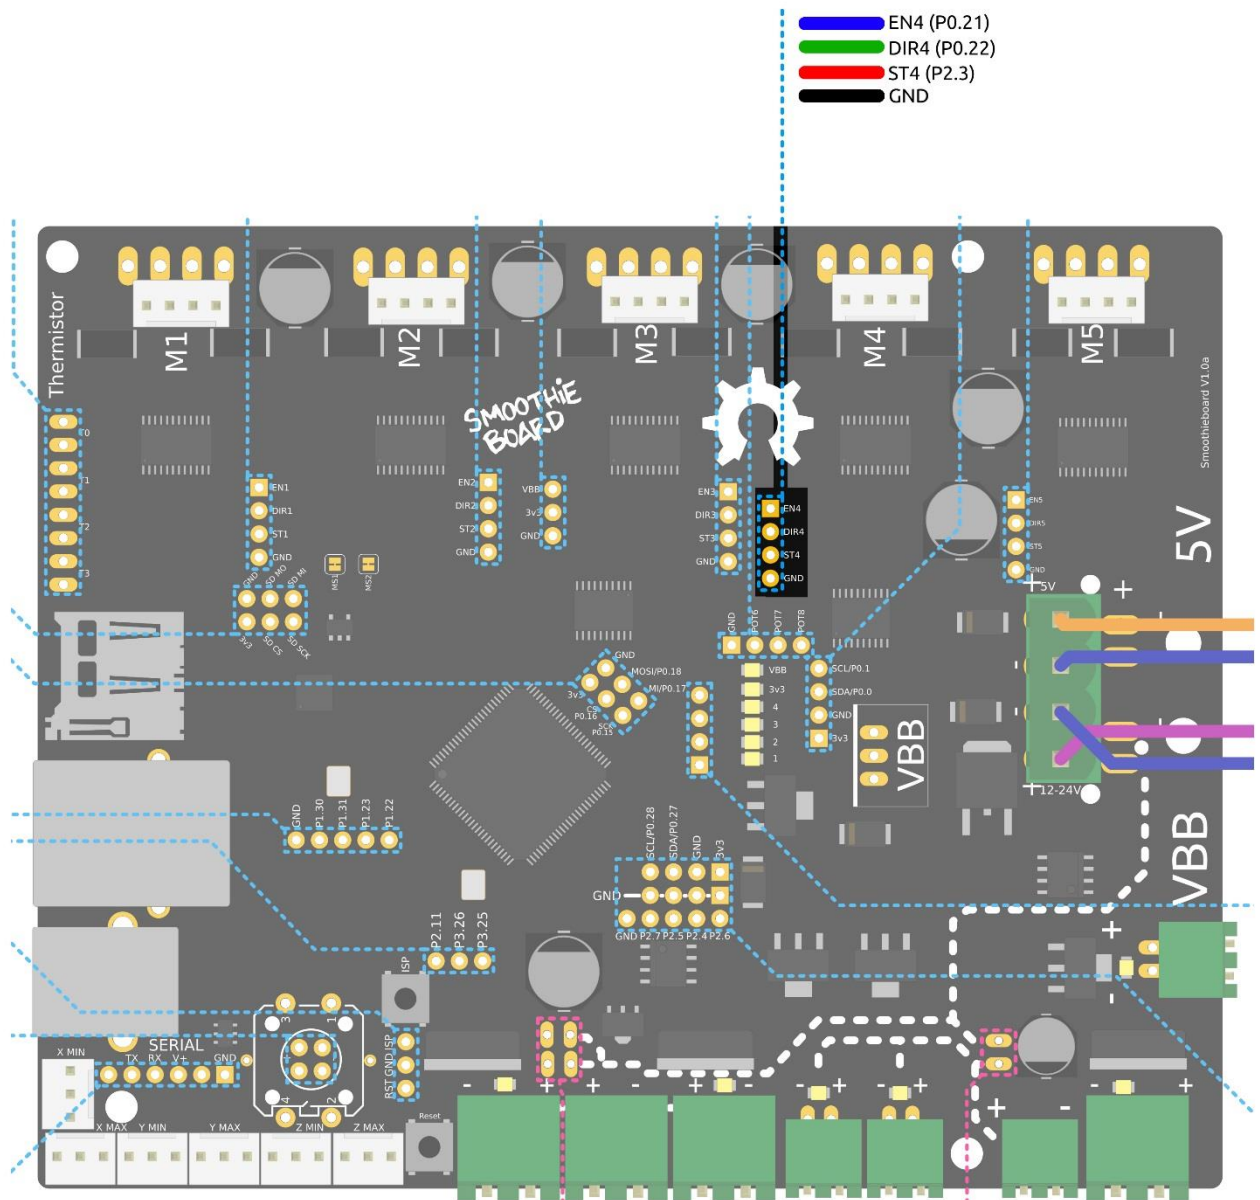 EN4 (P0.21)
DIR4 (P0.22)
ST4 (P2.3)
GND
Thermistor
M1
M2
M3
M4
M5
SMOOTHiE
BOARD
Smoothieboard V1.0a
T0
T1
T2
T3
EN1
DIR1
ST1
GND
EN2
DIR2
ST2
GND
VBB
3v3
GND
EN3
DIR3
ST3
GND
EN4
DIR4
ST4
GND
EN5
DIR5
ST5
GND
5V
MS1
MS2
GND
SD MO
SD MI
3v3
SD CS
SD SCK
5V
+
-
-
+
12-24V
+
GND
POT6
POT7
POT8
GND
MOSI/P0.18
MI/P0.17
3v3
CS
P0.16
SCK
P0.15
VBB
3v3
4
3
2
1
SCL/P0.1
SDA/P0.0
GND
3v3
VBB
+
VBB
GND
P1.30
P1.31
P1.23
P1.22
SCL/P0.28
SDA/P0.27
GND
3v3
GND
GND
P2.7
P2.5
P2.4
P2.6
P2.11
P3.26
P3.25
+
-
ISP
3
1
4
2
SERIAL
TX
RX
V+
GND
X MIN
ISP
GND
RST
Reset
X MAX
Y MIN
Y MAX
Z MIN
Z MAX
-
+
+
-
+
-
-
+
-
+
+
-
-
+